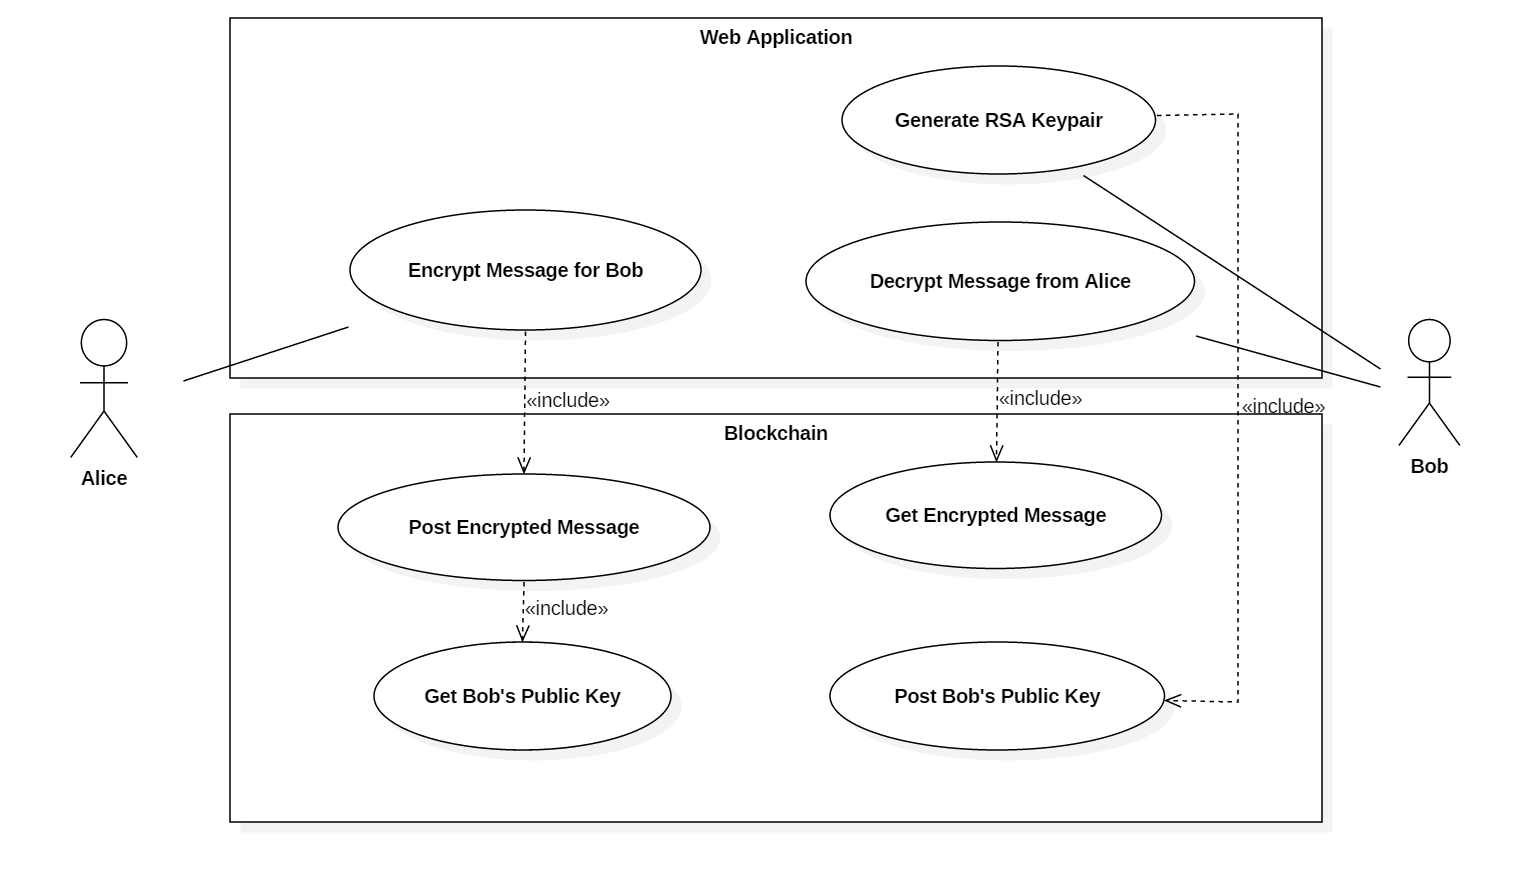 Web Application
Generate RSA Keypair
Encrypt Message for Bob
Decrypt Message from Alice
«include»
«include»
«include»
Blockchain
Alice
Bob
Post Encrypted Message
Get Encrypted Message
«include»
Get Bob's Public Key
Post Bob's Public Key